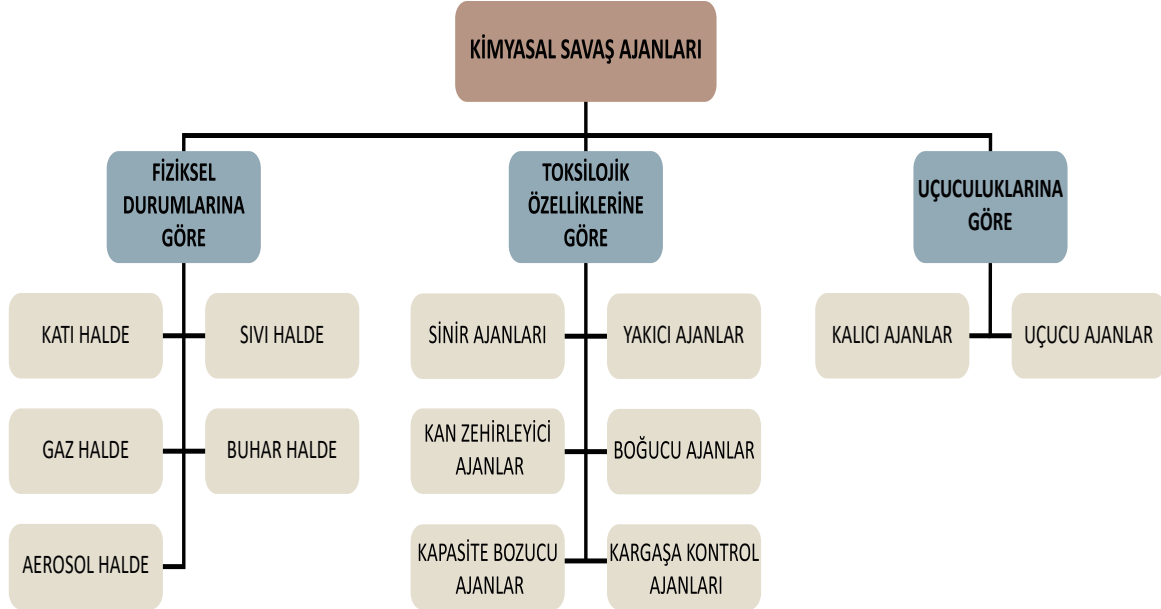 KİMYASAL SAVAŞ AJANLARI
FİZİKSEL
DURUMLARINA
GÖRE
KATI HALDE
SIVI HALDE
GAZ HALDE
BUHAR HALDE
AEROSOL HALDE
TOKSİLOJİK
ÖZELLİKLERİNE
GÖRE
SİNİR AJANLARI
YAKICI AJANLAR
KAN ZEHİRLEYİCİ
AJANLAR
BOĞUCU AJANLAR
KAPASİTE BOZUCU
AJANLAR
KARGAŞA KONTROL
AJANLARI
UÇUCULUKLARINA
GÖRE
KALICI AJANLAR
UÇUCU AJANLAR